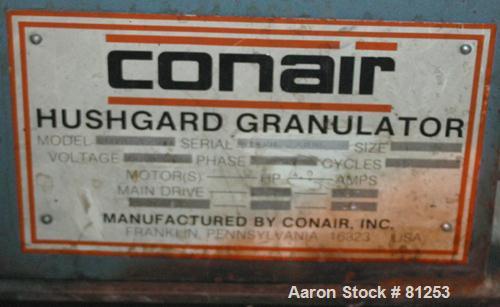 conair
HUSHGARD GRANULATOR
MODEL SERIAL SIZE
VOLTAGE PHASE CYCLES
MOTOR(S) HP AMPS
MAIN DRIVE
MANUFACTURED BY CONAIR, INC.
FRANKLIN, PENNSYLVANIA 16323 USA
Aaron Stock # 81253